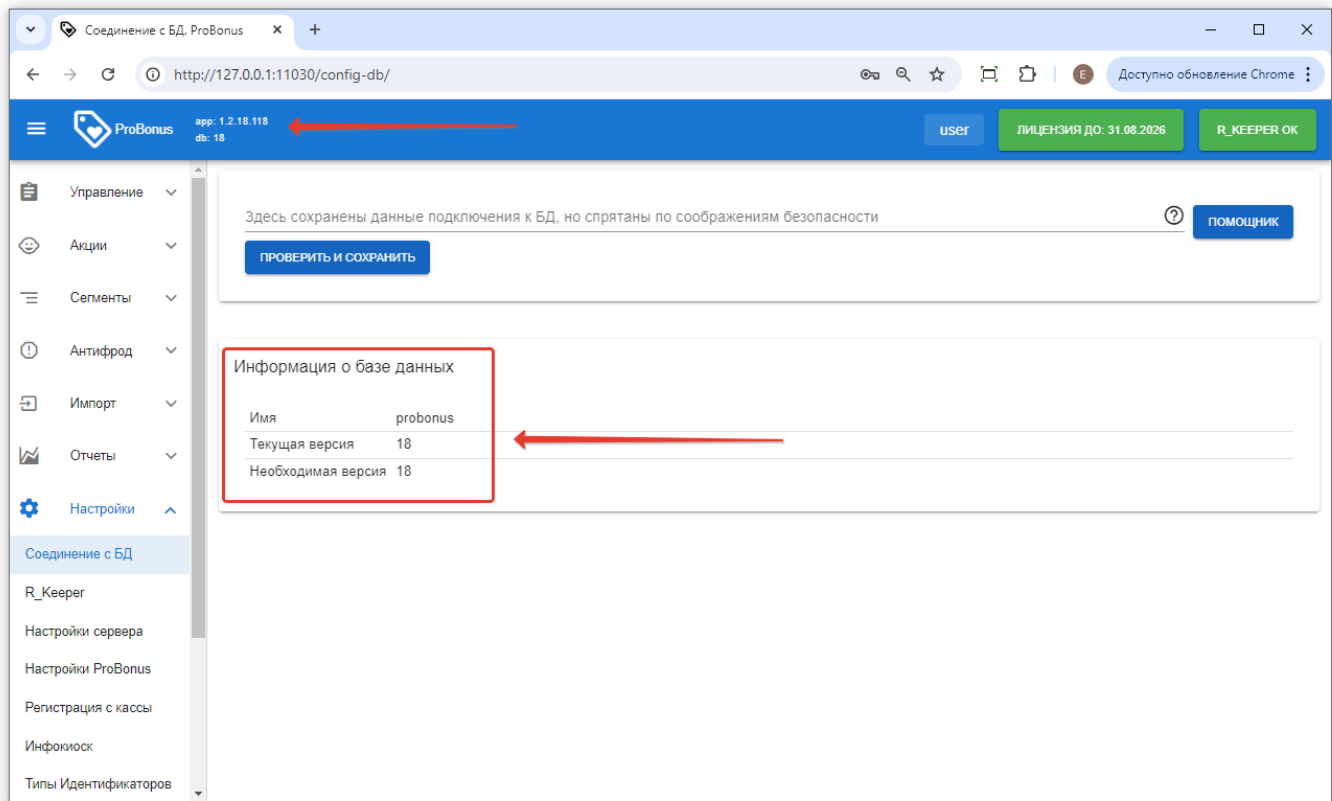 Соединение с БД, ProBonus
http://127.0.0.1:11030/config-db/
E
Доступно обновление Chrome
ProBonus
app: 1.2.18.118
db: 18
user
ЛИЦЕНЗИЯ ДО: 31.08.2026
R_KEEPER OK
Управление
Акции
Сегменты
Антифрод
Импорт
Отчеты
Настройки
Соединение с БД
R_Keeper
Настройки сервера
Настройки ProBonus
Регистрация с кассы
Инфокиоск
Типы Идентификаторов
Здесь сохранены данные подключения к БД, но спрятаны по соображениям безопасности
ПОМОЩНИК
ПРОВЕРИТЬ И СОХРАНИТЬ
Информация о базе данных
Имя probonus
Текущая версия 18
Необходимая версия 18